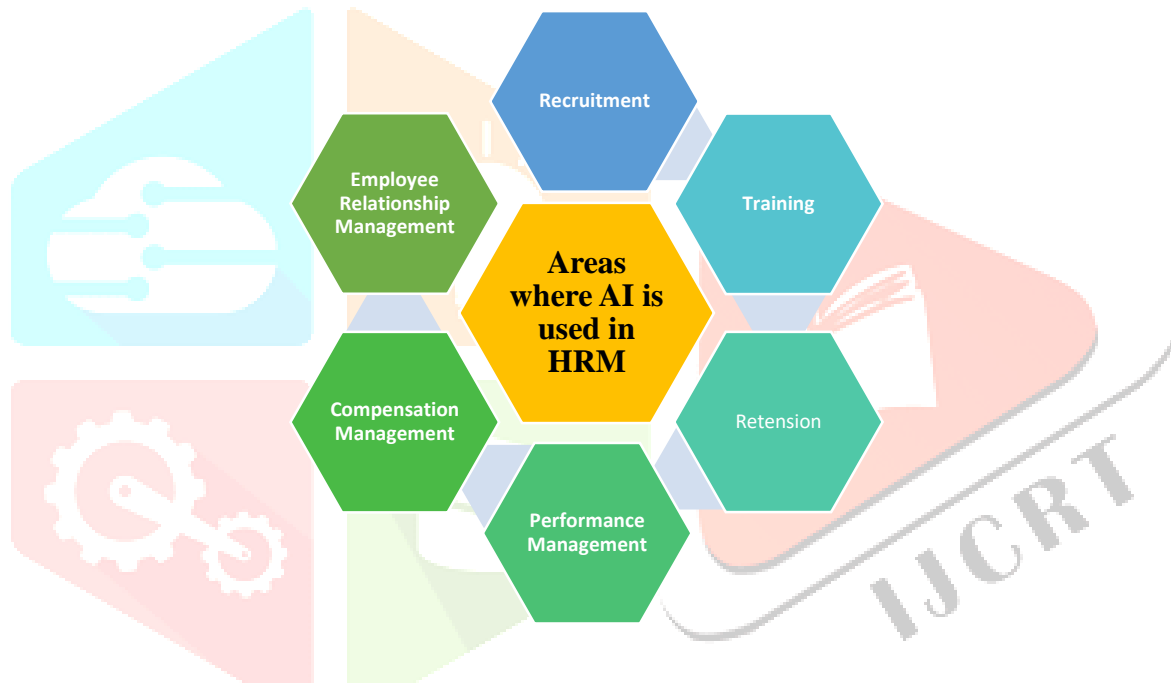 Recruitment
Employee
Relationship
Management
Training
Areas
where AI is
used in
HRM
Compensation
Management
Retension
Performance
Management
IJCRT